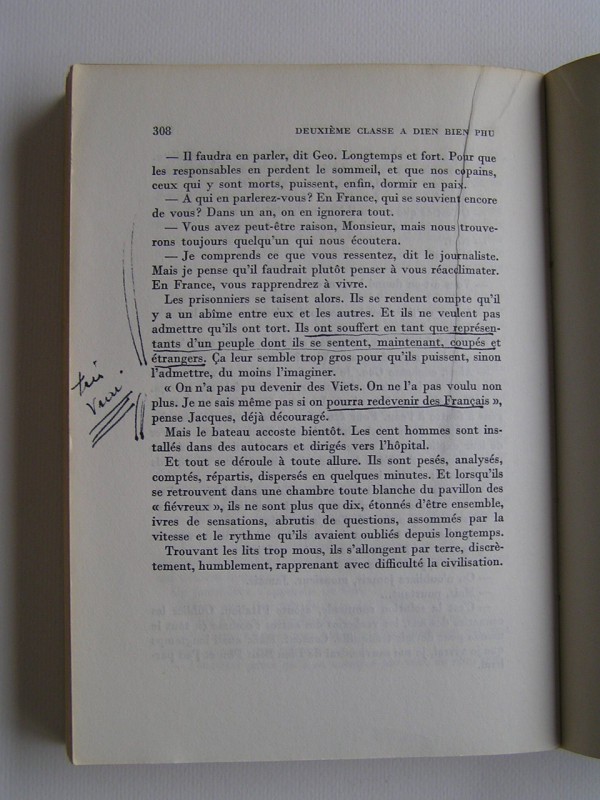 308 DEUXIÈME CLASSE A DIEN BIEN PHU
— Il faudra en parler, dit Geo. Longtemps et fort. Pour que
les responsables en perdent le sommeil, et que nos copains,
ceux qui y sont morts, puissent, enfin, dormir en paix.
— A qui en parlerez-vous? En France, qui se souvient encore
de vous? Dans un an, on en ignorera tout.
— Vous avez peut-être raison, Monsieur, mais nous trouve-
rons toujours quelqu'un qui nous écoutera.
— Je comprends ce que vous ressentez, dit le journaliste.
Mais je pense qu'il faudrait plutôt penser à vous réacclimater.
En France, vous rapprendrez à vivre.
Les prisonniers se taisent alors. Ils se rendent compte qu'il
y a un abîme entre eux et les autres. Et ils ne veulent pas
admettre qu'ils ont tort. Ils ont souffert en tant que représen-
tants d'un peuple dont ils se sentent, maintenant, coupés et
étrangers. Ça leur semble trop gros pour qu'ils puissent, sinon
l'admettre, du moins l'imaginer.
« On n'a pas pu devenir des Viets. On ne l'a pas voulu non
plus. Je ne sais même pas si on pourra redevenir des Français »,
pense Jacques, déjà découragé.
Mais le bateau accoste bientôt. Les cent hommes sont ins-
tallés dans des autocars et dirigés vers l'hôpital.
Et tout se déroule à toute allure. Ils sont pesés, analysés,
comptés, répartis, dispersés en quelques minutes. Et lorsqu'ils
se retrouvent dans une chambre toute blanche du pavillon des
« fiévreux », ils ne sont plus que dix, étonnés d'être ensemble,
ivres de sensations, abrutis de questions, assommés par la
vitesse et le rythme qu'ils avaient oubliés depuis longtemps.
Trouvant les lits trop mous, ils s'allongent par terre, discrè-
tement, humblement, rapprenant avec difficulté la civilisation.
très